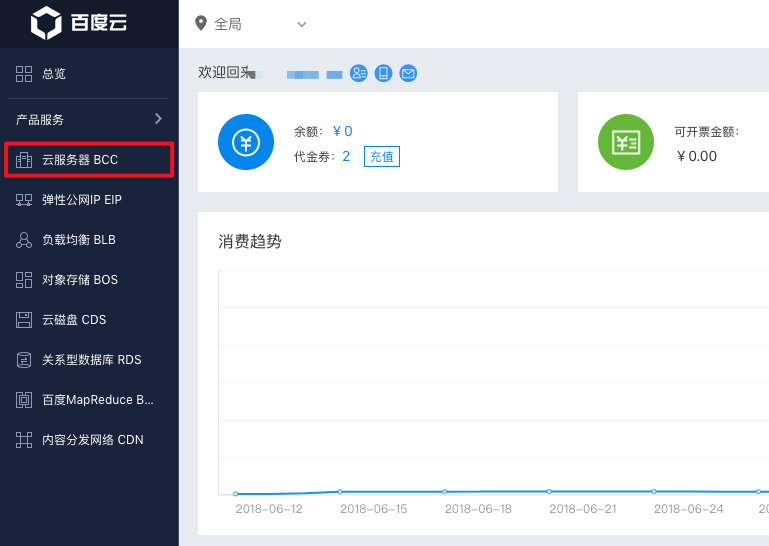 百度云
全局
总览
产品服务
云服务器 BCC
弹性公网IP EIP
负载均衡 BLB
对象存储 BOS
云磁盘 CDS
关系型数据库 RDS
百度MapReduce B...
内容分发网络 CDN
欢迎回来
余额: ￥0
代金券: 2 充值
可开票金额:
￥0.00
消费趋势
2018-06-12 2018-06-15 2018-06-18 2018-06-21 2018-06-24